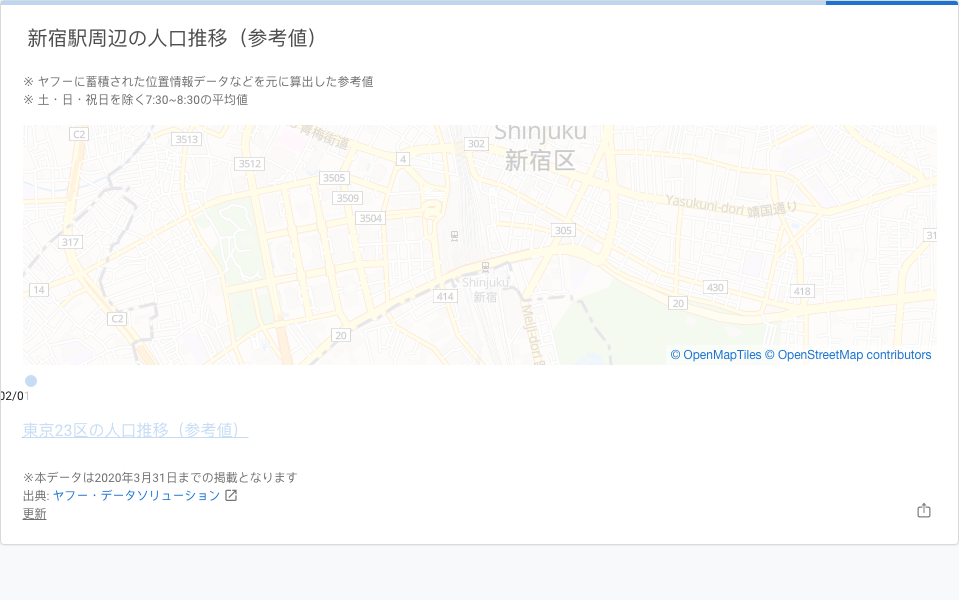 新宿駅周辺の人口推移（参考値）
※ ヤフーに蓄積された位置情報データなどを元に算出した参考値
※ 土・日・祝日を除く7:30~8:30の平均値
Shinjuku
新宿区
C2
3513
青梅街道
302
4
3512
3505
3509
3504
Yasukuni-dori 靖国通り
305
31
317
14
Shinjuku
新宿
414
430
418
20
C2
20
Meiji-dori
© OpenMapTiles © OpenStreetMap contributors
02/01
東京23区の人口推移（参考値）
※本データは2020年3月31日までの掲載となります
出典: ヤフー・データソリューション
更新